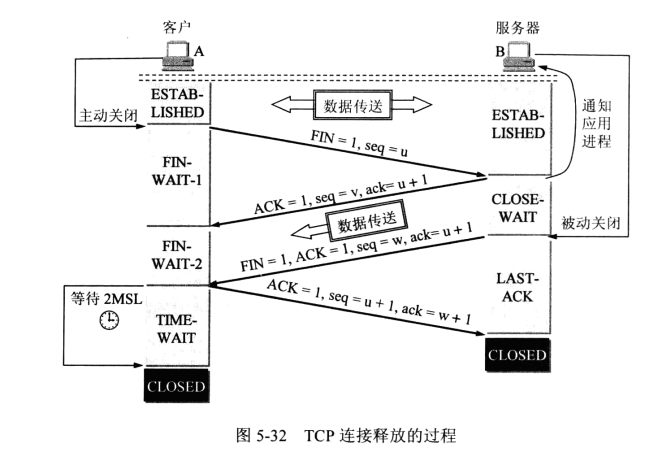 客户
服务器
A
B
ESTAB-
LISHED
数据传送
主动关闭
通知
应用
进程
ESTAB-
LISHED
FIN = 1, seq = u
FIN-
WAIT-1
ACK = 1, seq = v, ack= u + 1
CLOSE-
WAIT
数据传送
被动关闭
FIN-
WAIT-2
FIN = 1, ACK = 1, seq = w, ack= u + 1
等待 2MSL
ACK = 1, seq = u + 1, ack = w + 1
LAST-
ACK
TIME-
WAIT
CLOSED
CLOSED
图 5-32 TCP 连接释放的过程